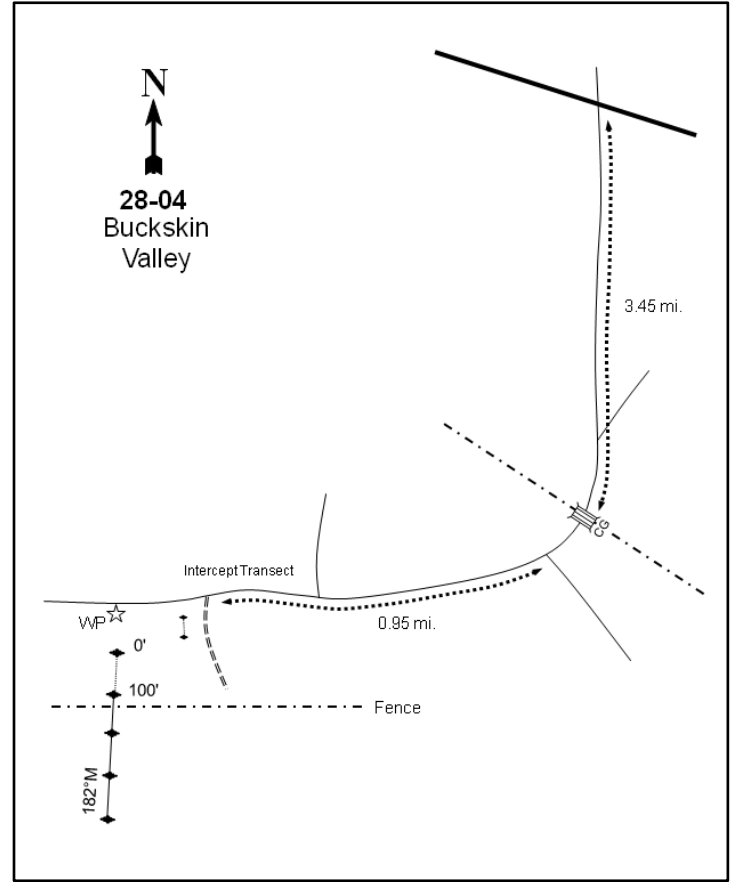 N
28-04
Buckskin
Valley
3.45 mi.
CG
Intercept Transect
0.95 mi.
WP
0'
100'
Fence
182°M